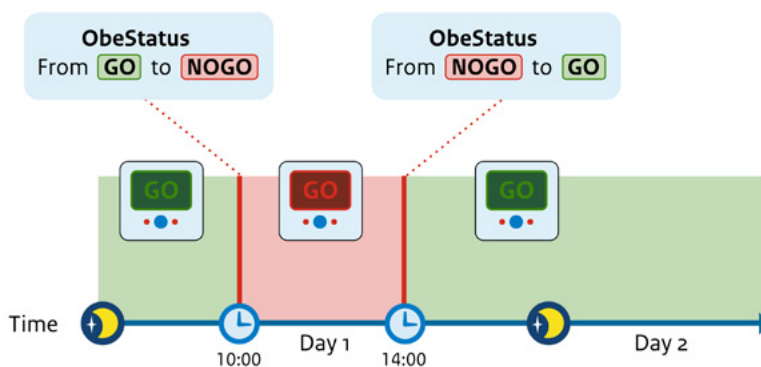 ObeStatus
From GO to NOGO
ObeStatus
From NOGO to GO
GO
GO
GO
Time
10:00
Day 1
14:00
Day 2